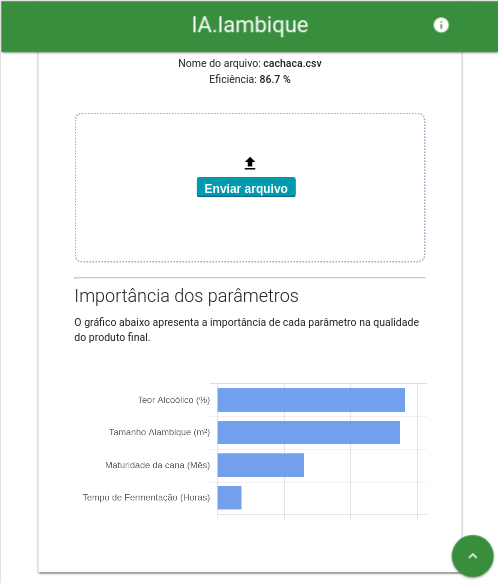 IA.lambique
Nome do arquivo: cachaca.csv
Eficiência: 86.7 %
Enviar arquivo
Importância dos parâmetros
O gráfico abaixo apresenta a importância de cada parâmetro na qualidade
do produto final.
Teor Alcoólico (%)
Tamanho Alambique (m²)
Maturidade da cana (Mês)
Tempo de Fermentação (Horas)